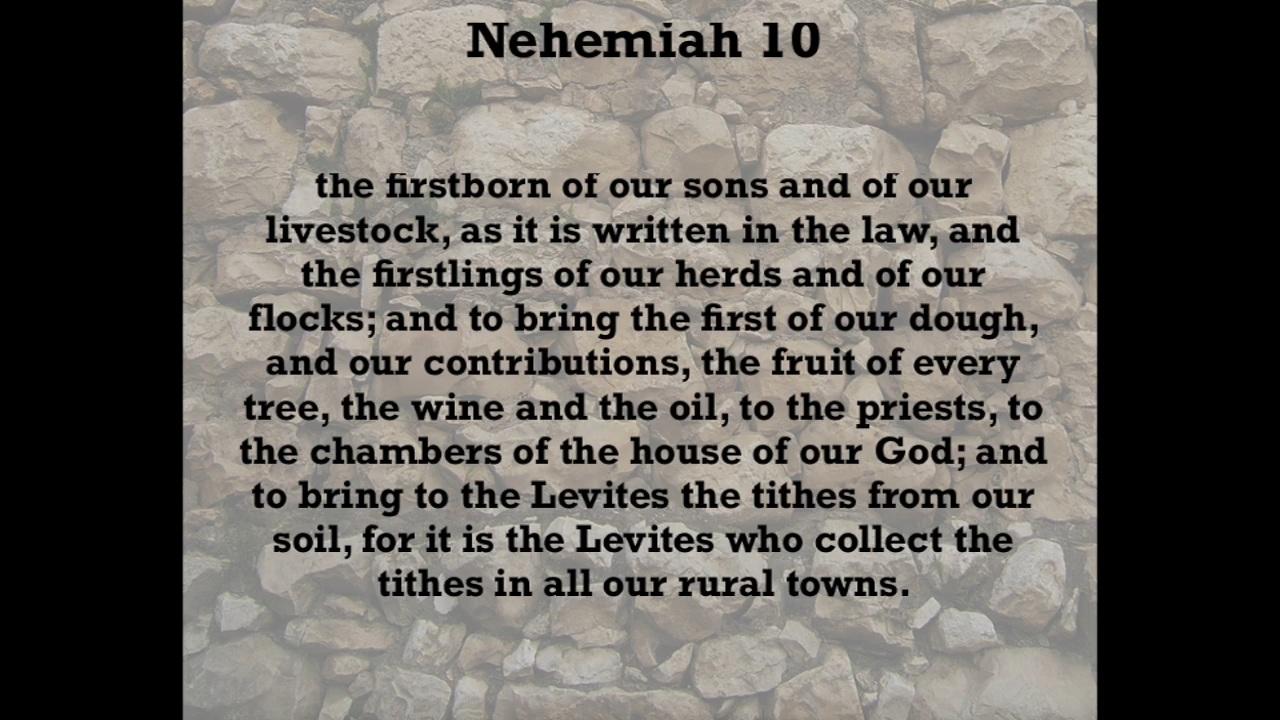 Nehemiah 10
the firstborn of our sons and of our
livestock, as it is written in the law, and
the firstlings of our herds and of our
flocks; and to bring the first of our dough,
and our contributions, the fruit of every
tree, the wine and the oil, to the priests, to
the chambers of the house of our God; and
to bring to the Levites the tithes from our
soil, for it is the Levites who collect the
tithes in all our rural towns.